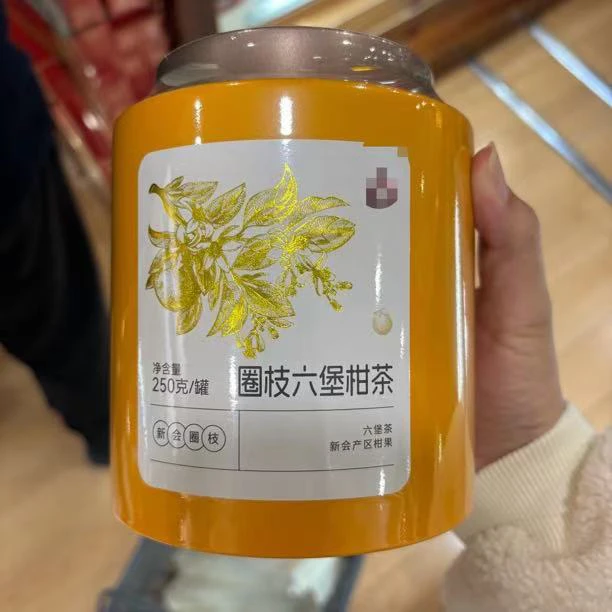 净含量
250克/罐
圈枝六堡柑茶
新会圈枝
六堡茶
新会产区柑果